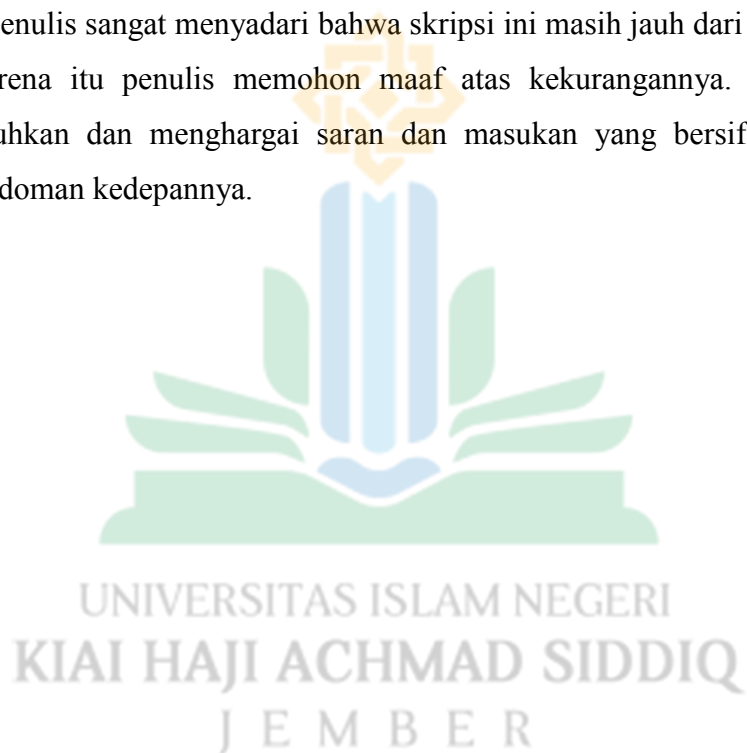 enulis sangat menyadari bahwa skripsi ini masih jauh dari
rena itu penulis memohon maaf atas kekurangannya.
uhkan dan menghargai saran dan masukan yang bersif
doman kedepannya.
UNIVERSITAS ISLAM NEGERI
KIAI HAJI ACHMAD SIDDIQ
JEMBER